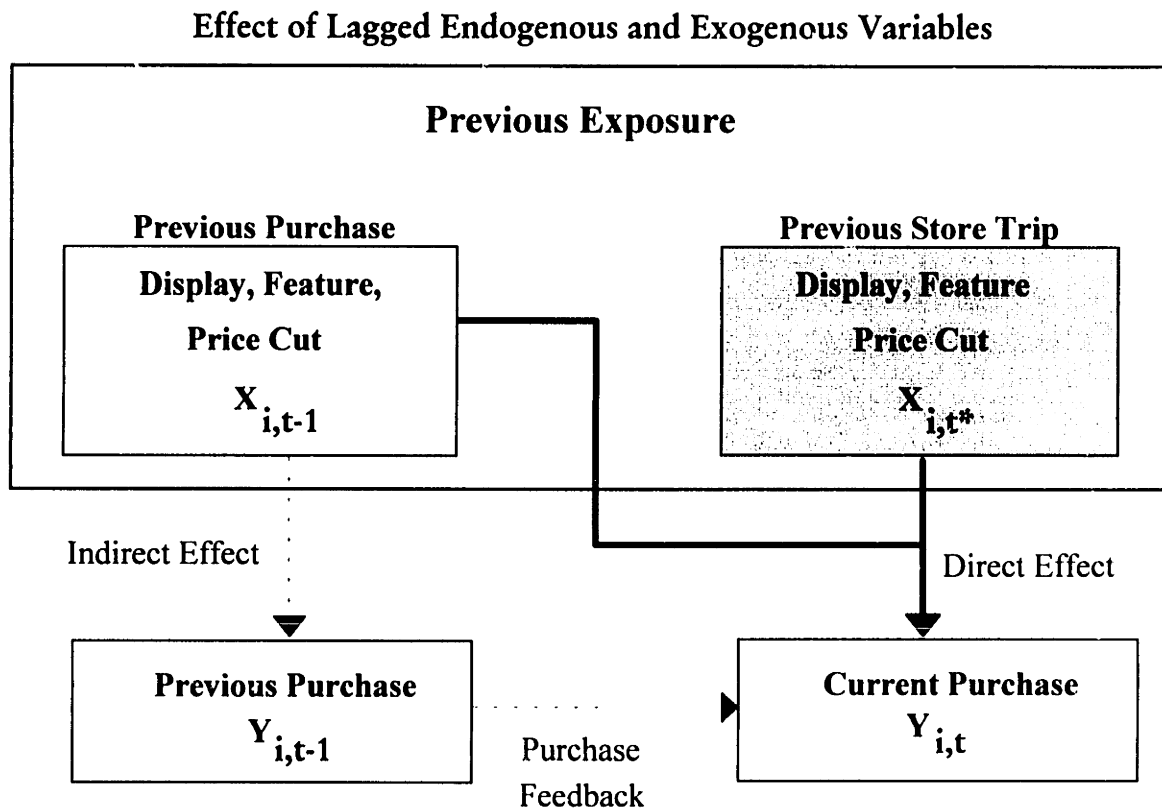 Effect of Lagged Endogenous and Exogenous Variables
Previous Exposure
Previous Purchase
Display, Feature,
Price Cut
X i,t-1
Previous Store Trip
Display, Feature
Price Cut
X i,t*
Indirect Effect
Direct Effect
Previous Purchase
Y i,t-1
Purchase
Feedback
Current Purchase
Y i,t